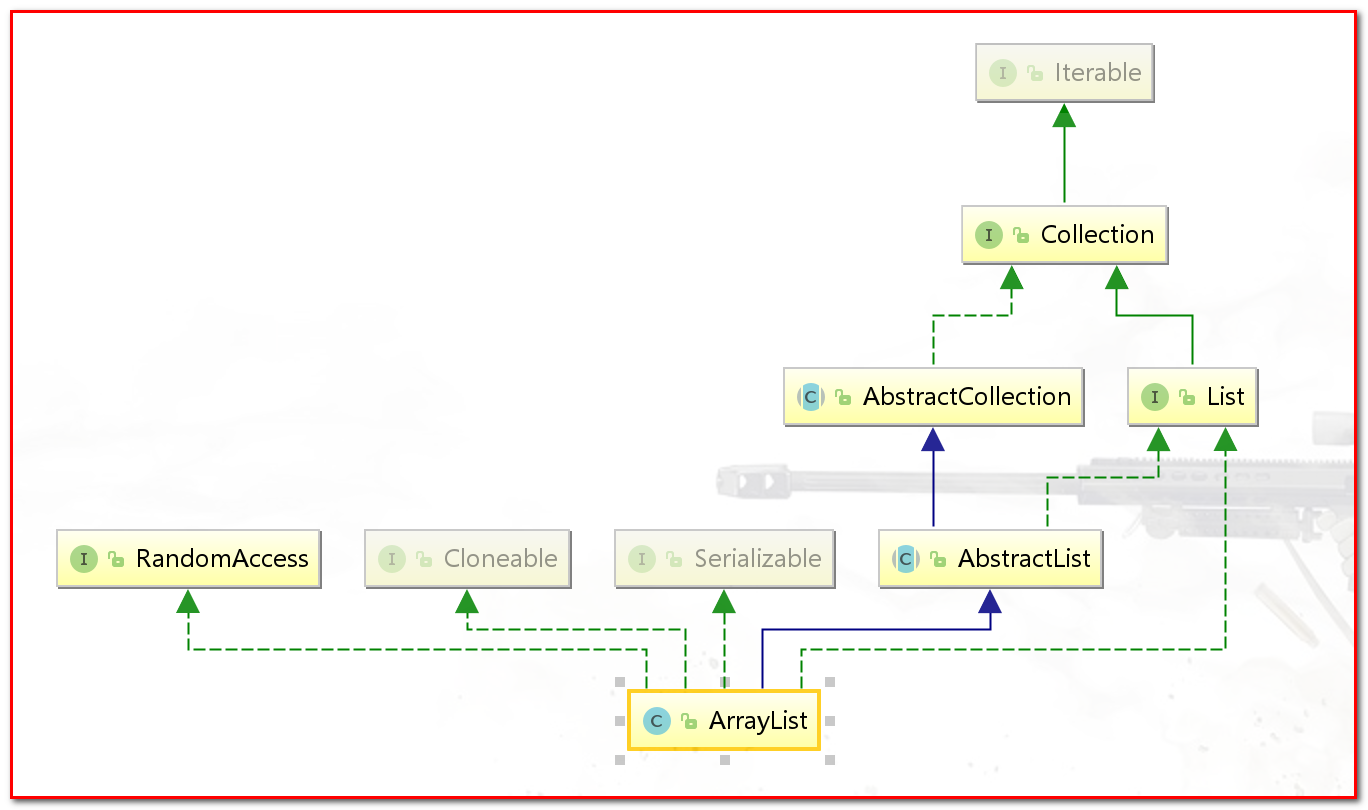 I Iterable
I Collection
C AbstractCollection
I List
I RandomAccess
I Cloneable
I Serializable
C AbstractList
C ArrayList